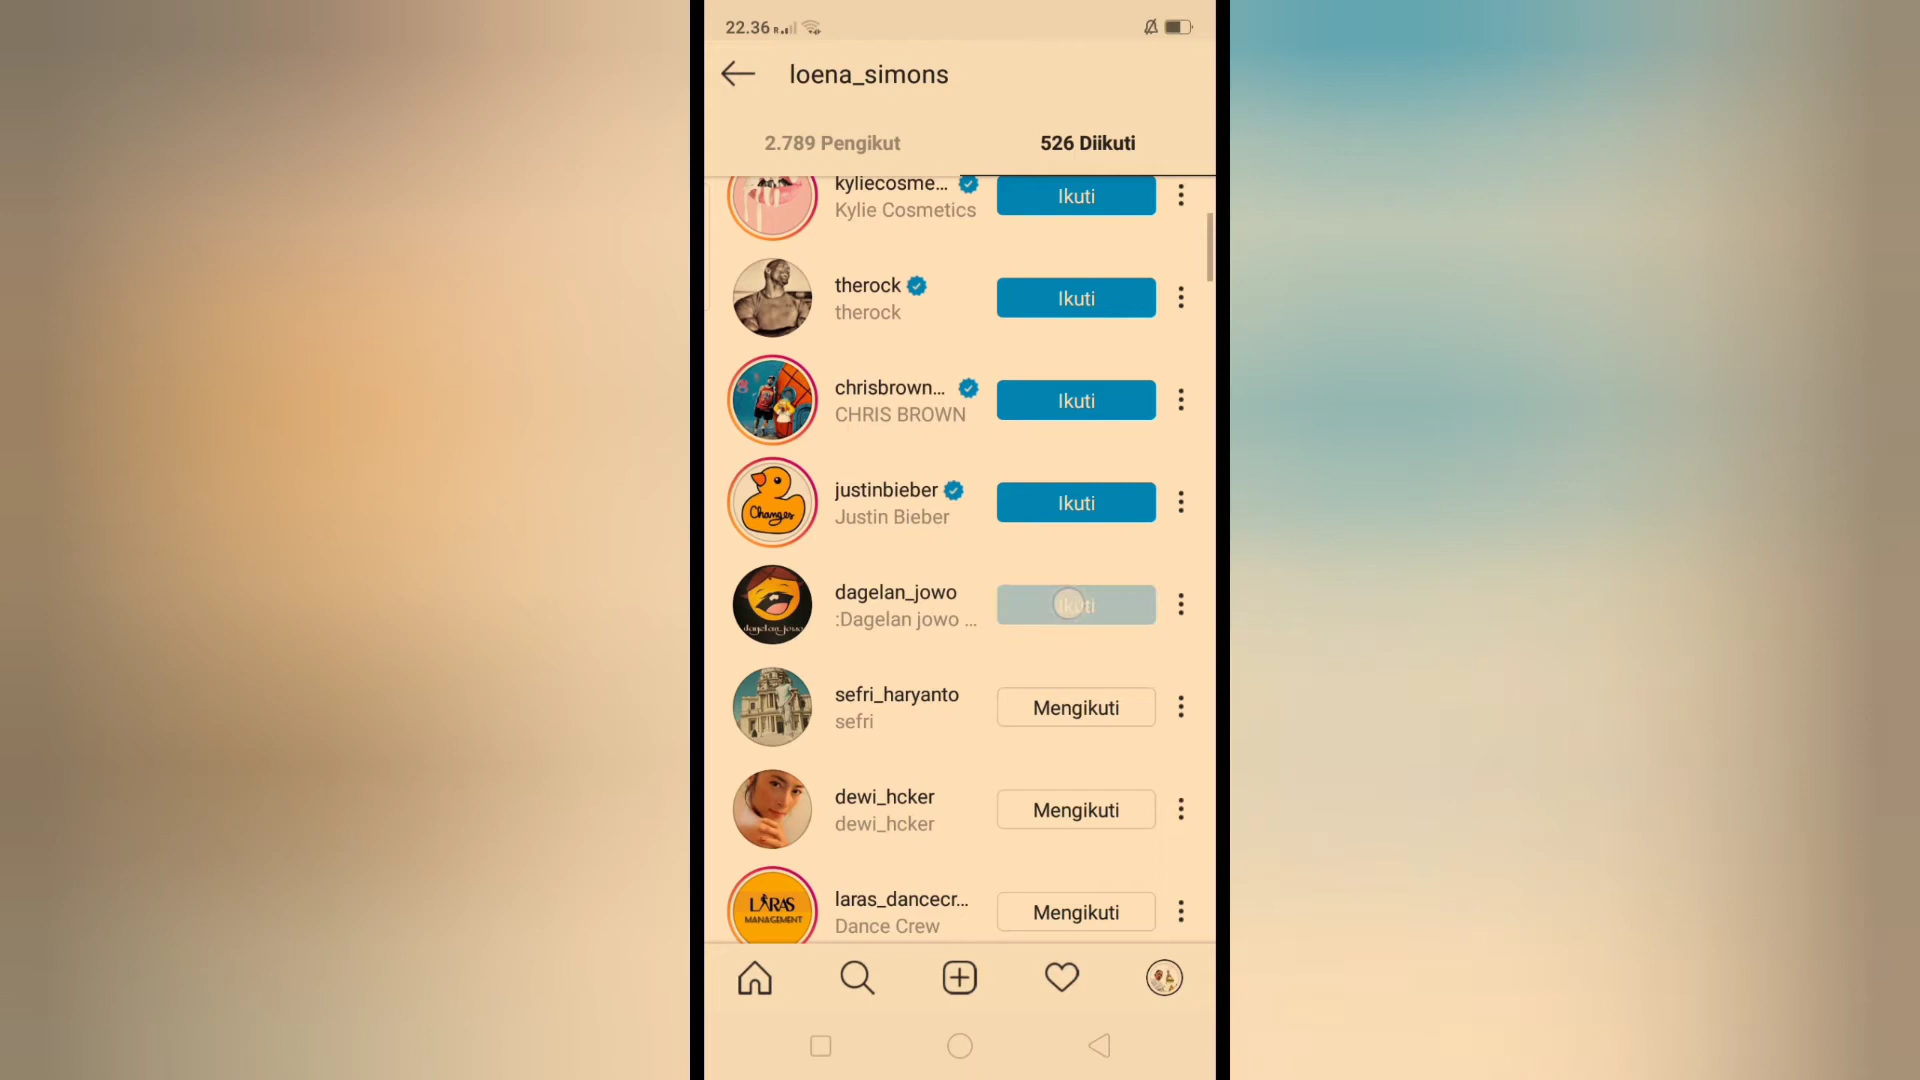 22.36
loena_simons
2.789 Pengikut
526 Diikuti
kyliecosme...
Kylie Cosmetics
Ikuti
therock
therock
Ikuti
chrisbrown...
CHRIS BROWN
Ikuti
Changes
justinbieber
Justin Bieber
Ikuti
dagelan_jowo
dagelan_jowo
:Dagelan jowo ...
Ikuti
sefri_haryanto
sefri
Mengikuti
dewi_hcker
dewi_hcker
Mengikuti
LARAS
MANAGEMENT
laras_dancecr...
Dance Crew
Mengikuti